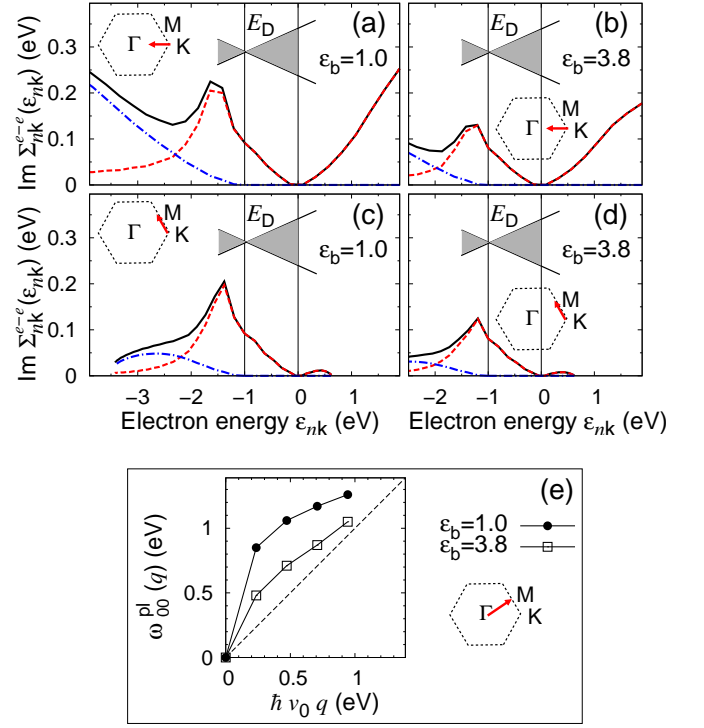 (a)
M
Γ K
E_D
ε_b=1.0
Im Σ^{e-e}_{nk}(ε_{nk}) (eV)
0.3
0.2
0.1
0
(b)
E_D
ε_b=3.8
M
Γ K
(c)
M
Γ K
E_D
ε_b=1.0
Im Σ^{e-e}_{nk}(ε_{nk}) (eV)
0.3
0.2
0.1
0
−3 −2 −1 0 1
Electron energy ε_{nk} (eV)
(d)
E_D
ε_b=3.8
M
Γ K
−2 −1 0 1
Electron energy ε_{nk} (eV)
(e)
ω^{pl}_{00}(q) (eV)
1
0.5
0
0 0.5 1
ħ v_0 q (eV)
ε_b=1.0
ε_b=3.8
M
Γ K